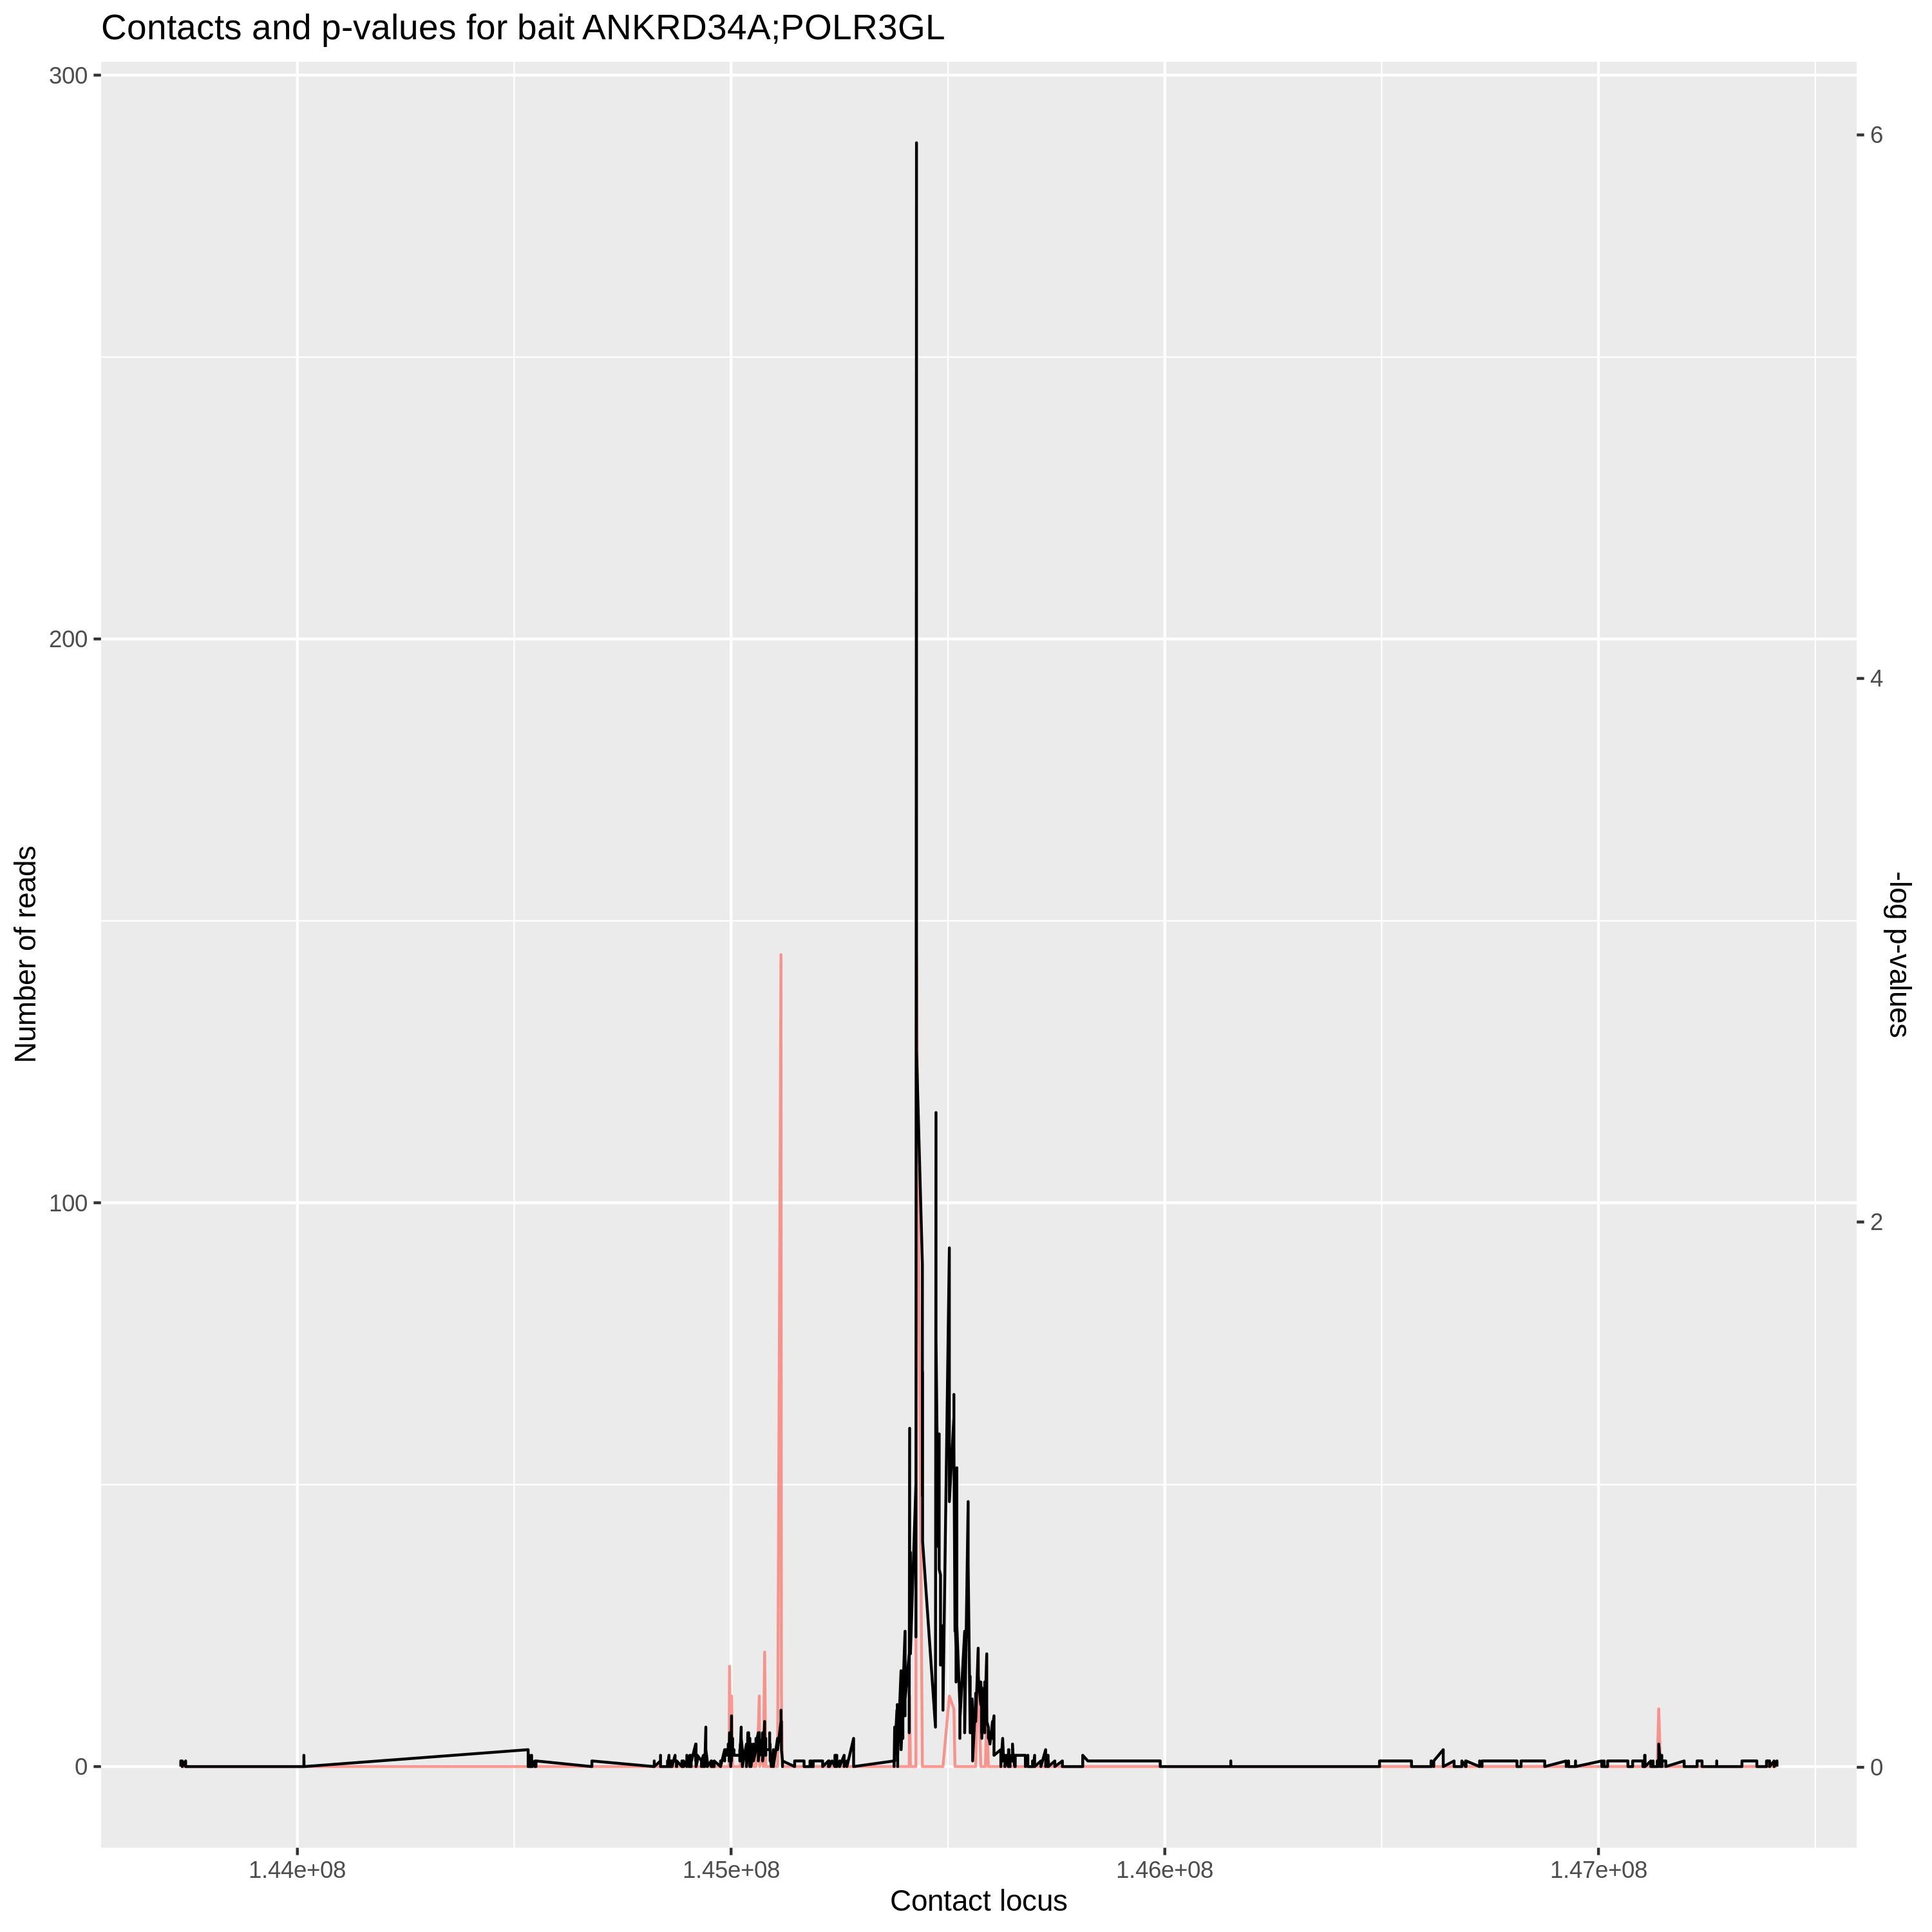 Contacts and p-values for bait ANKRD34A;POLR3GL
300
200
100
0
Number of reads
6
4
2
0
-log p-values
1.44e+08
1.45e+08
1.46e+08
1.47e+08
Contact locus